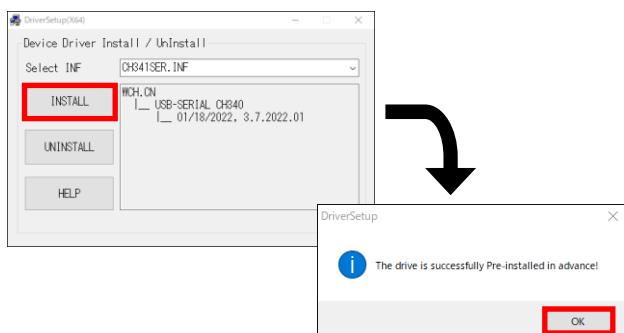 DriverSetup(X64)
Device Driver Install / UnInstall
Select INF
CH341SER.INF
INSTALL
WCH.CN
|__ USB-SERIAL CH340
|__ 01/18/2022, 3.7.2022.01
UNINSTALL
HELP
DriverSetup
The drive is successfully Pre-installed in advance!
OK